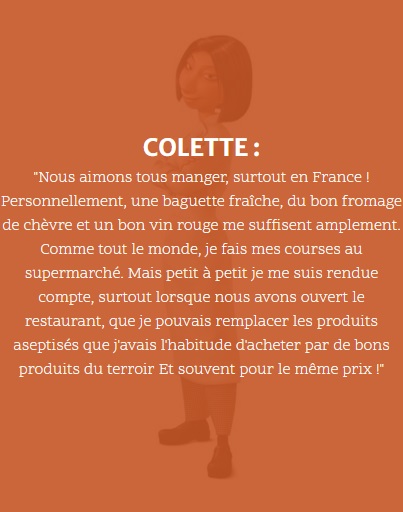 COLETTE :
"Nous aimons tous manger, surtout en France !
Personnellement, une baguette fraîche, du bon fromage
de chèvre et un bon vin rouge me suffisent amplement.
Comme tout le monde, je fais mes courses au
supermarché. Mais petit à petit je me suis rendue
compte, surtout lorsque nous avons ouvert le
restaurant, que je pouvais remplacer les produits
aseptisés que j'avais l'habitude d'acheter par de bons
produits du terroir Et souvent pour le même prix !"